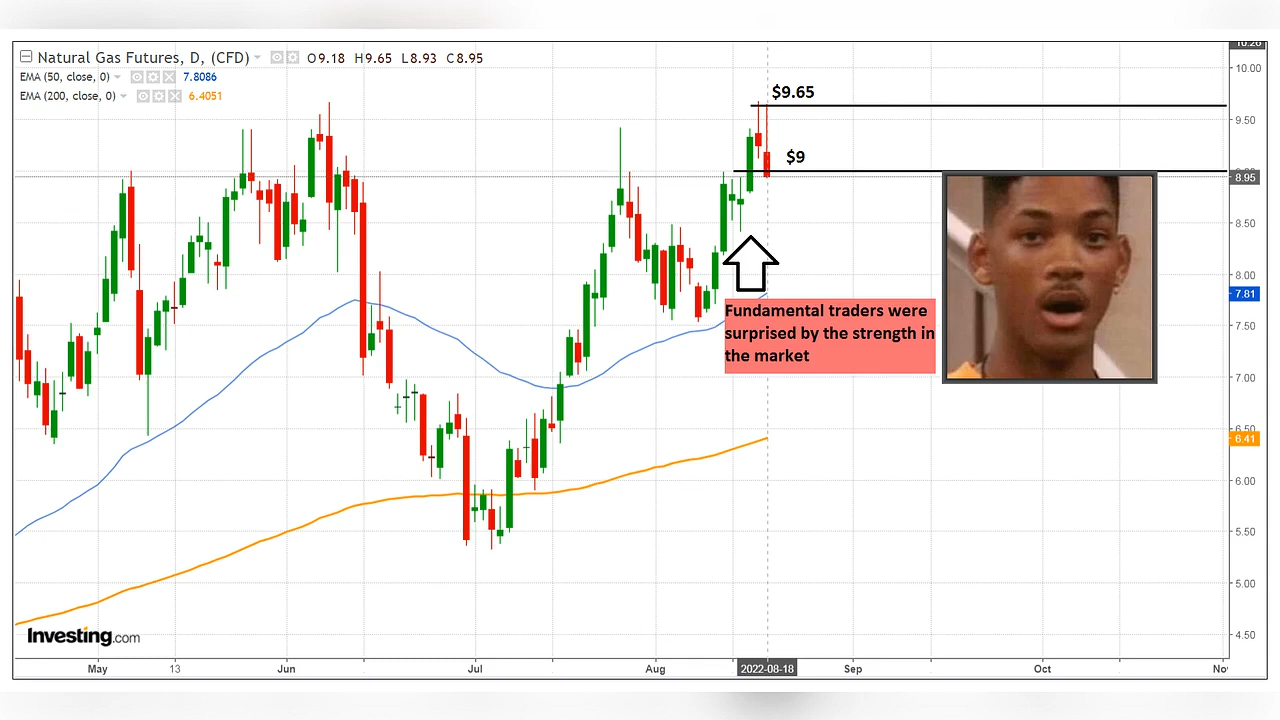 Natural Gas Futures, D, (CFD) O9.18 H9.65 L8.93 C8.95
EMA (50, close, 0) 7.8086
EMA (200, close, 0) 6.4051
10.26
10.00
$9.65
9.50
$9
8.95
8.50
8.00
7.81
Fundamental traders were
surprised by the strength in
the market
7.50
7.00
6.50
6.41
6.00
5.50
5.00
4.50
Investing.com
May 13 Jun Jul Aug 2022-08-18 Sep Oct No